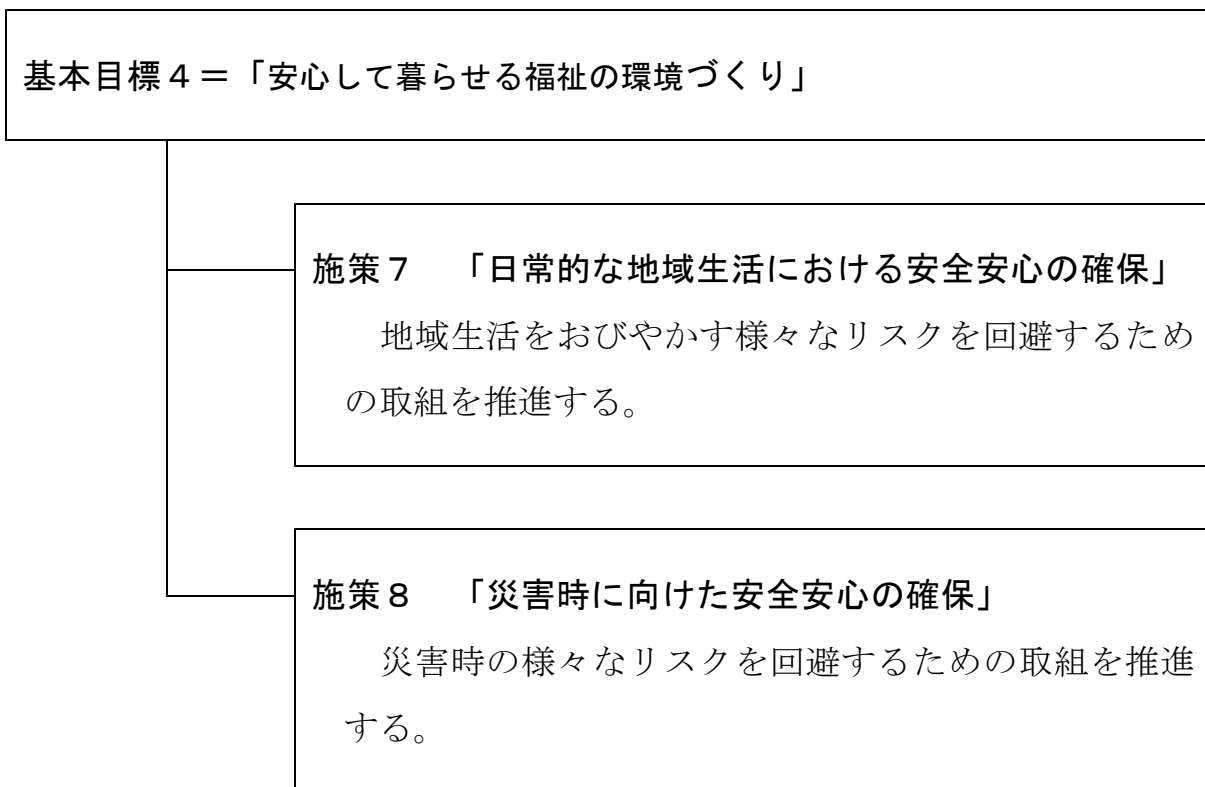 基本目標４＝「安心して暮らせる福祉の環境づくり」
施策７　「日常的な地域生活における安全安心の確保」
地域生活をおびやかす様々なリスクを回避するため
の取組を推進する。
施策８　「災害時に向けた安全安心の確保」
災害時の様々なリスクを回避するための取組を推進
する。